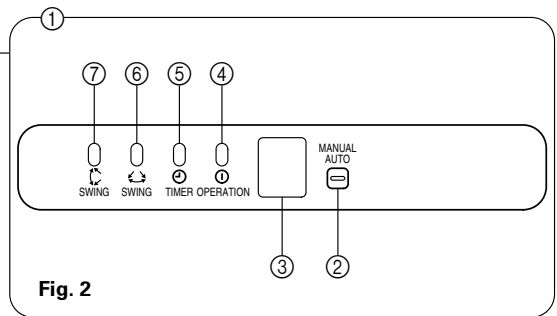 ①
⑦ ⑥ ⑤ ④
MANUAL
AUTO
SWING SWING TIMER OPERATION
③ ②
Fig. 2